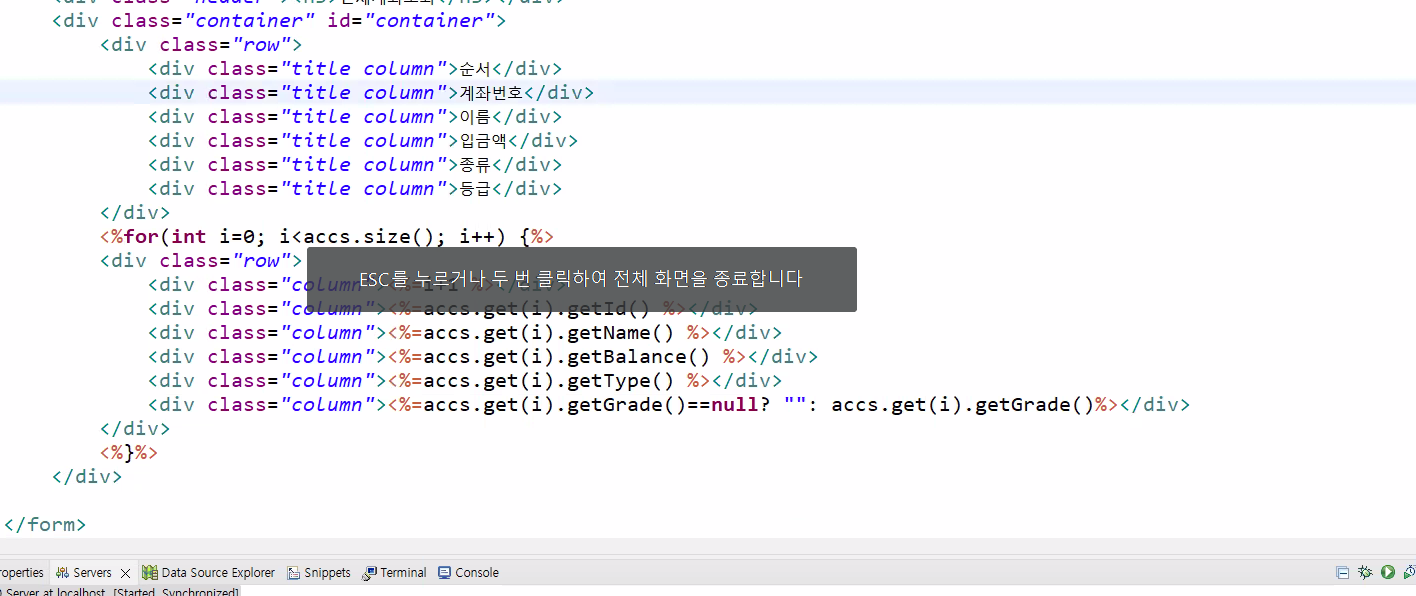 <div class="container" id="container">
<div class="row">
<div class="title column">순서</div>
<div class="title column">계좌번호</div>
<div class="title column">이름</div>
<div class="title column">입금액</div>
<div class="title column">종류</div>
<div class="title column">등급</div>
</div>
<%for(int i=0; i<accs.size(); i++) {%>
<div class="row">
ESC를 누르거나 두 번 클릭하여 전체 화면을 종료합니다
<div class="column"><%=i+1 %></div>
<div class="column"><%=accs.get(i).getId() %></div>
<div class="column"><%=accs.get(i).getName() %></div>
<div class="column"><%=accs.get(i).getBalance() %></div>
<div class="column"><%=accs.get(i).getType() %></div>
<div class="column"><%=accs.get(i).getGrade()==null? "": accs.get(i).getGrade()%></div>
</div>
<%}%>
</div>
</form>
roperties Servers Data Source Explorer Snippets Terminal Console
Server at localhost [Started, Synchronized]